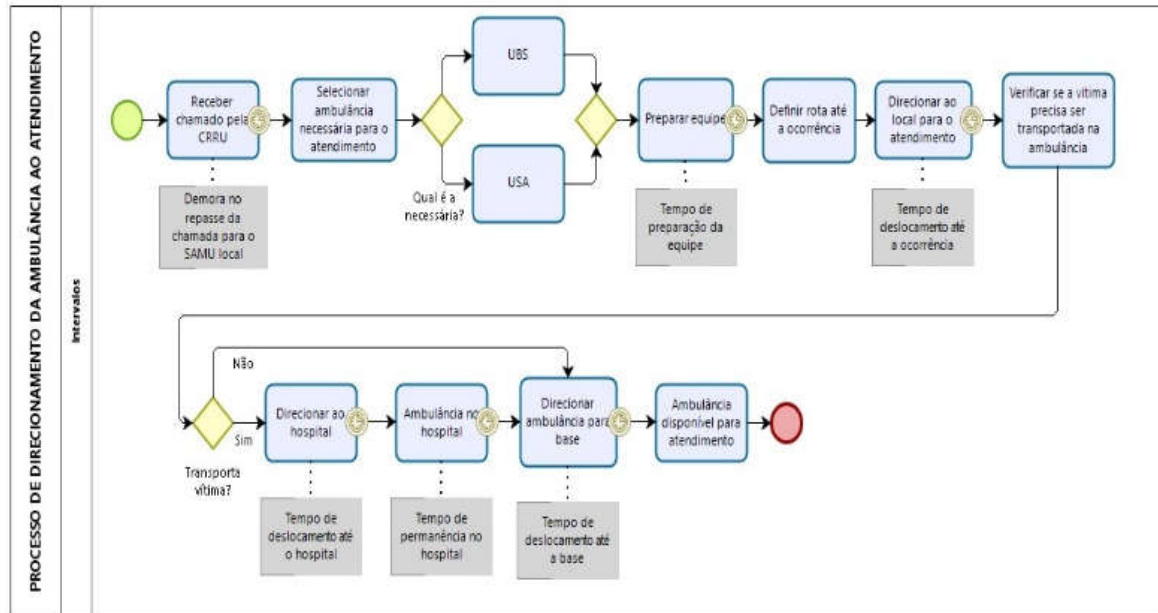 PROCESSO DE DIRECIONAMENTO DA AMBULÂNCIA AO ATENDIMENTO
Intervalos
Receber
chamado pela
CRRU
Demora no
repasse da
chamada para o
SAMU local
Selecionar
ambulância
necessária para o
atendimento
Qual é a
necessária?
UBS
USA
Preparar equipe
Tempo de
preparação da
equipe
Definir rota até
a ocorrência
Direcionar ao
local para o
atendimento
Tempo de
deslocamento até
a ocorrência
Verificar se a vítima
precisa ser
transportada na
ambulância
Transporta
vítima?
Não
Sim
Direcionar ao
hospital
Tempo de
deslocamento até
o hospital
Ambulância no
hospital
Tempo de
permanência no
hospital
Direcionar
ambulância para
base
Tempo de
deslocamento até
a base
Ambulância
disponível para
atendimento